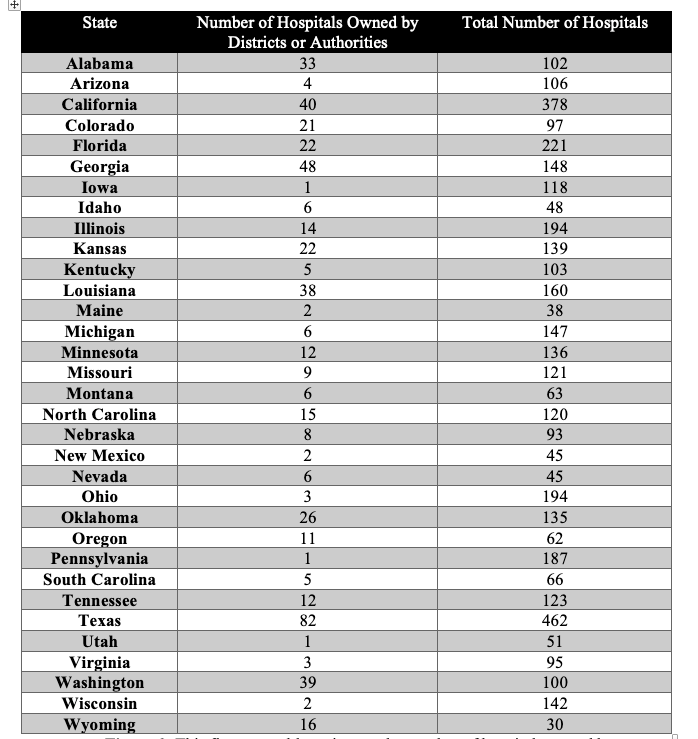 State Number of Hospitals Owned by Districts or Authorities Total Number of Hospitals
Alabama 33 102
Arizona 4 106
California 40 378
Colorado 21 97
Florida 22 221
Georgia 48 148
Iowa 1 118
Idaho 6 48
Illinois 14 194
Kansas 22 139
Kentucky 5 103
Louisiana 38 160
Maine 2 38
Michigan 6 147
Minnesota 12 136
Missouri 9 121
Montana 6 63
North Carolina 15 120
Nebraska 8 93
New Mexico 2 45
Nevada 6 45
Ohio 3 194
Oklahoma 26 135
Oregon 11 62
Pennsylvania 1 187
South Carolina 5 66
Tennessee 12 123
Texas 82 462
Utah 1 51
Virginia 3 95
Washington 39 100
Wisconsin 2 142
Wyoming 16 30